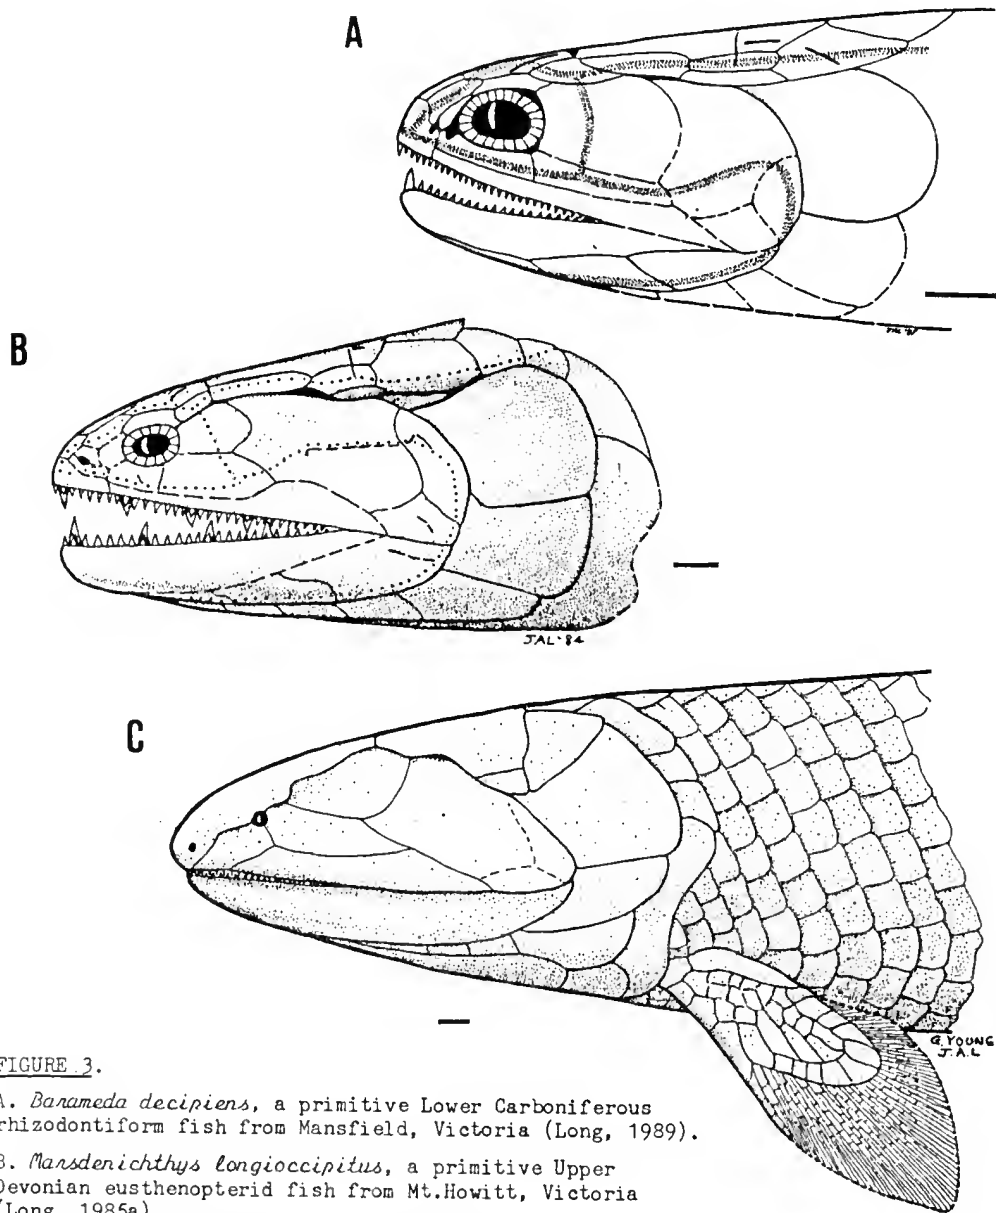 A
B
JAL·84
C
G. YOUNG
J.A.L
FIGURE 3.
A. Barameda decipiens, a primitive Lower Carboniferous
rhizodontiform fish from Mansfield, Victoria (Long, 1989).
B. Marsdenichthys longioccipitus, a primitive Upper
Devonian eusthenopterid fish from Mt.Howitt, Victoria
(Long, 1985a)